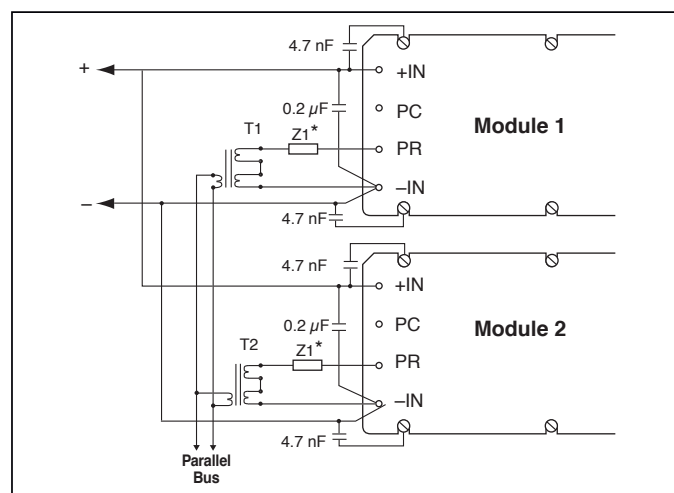 4.7 nF
+
+IN
0.2 µF
PC
Module 1
T1
Z1*
PR
–IN
–
4.7 nF
4.7 nF
+IN
0.2 µF
PC
Module 2
T2
Z1*
PR
–IN
4.7 nF
Parallel
Bus